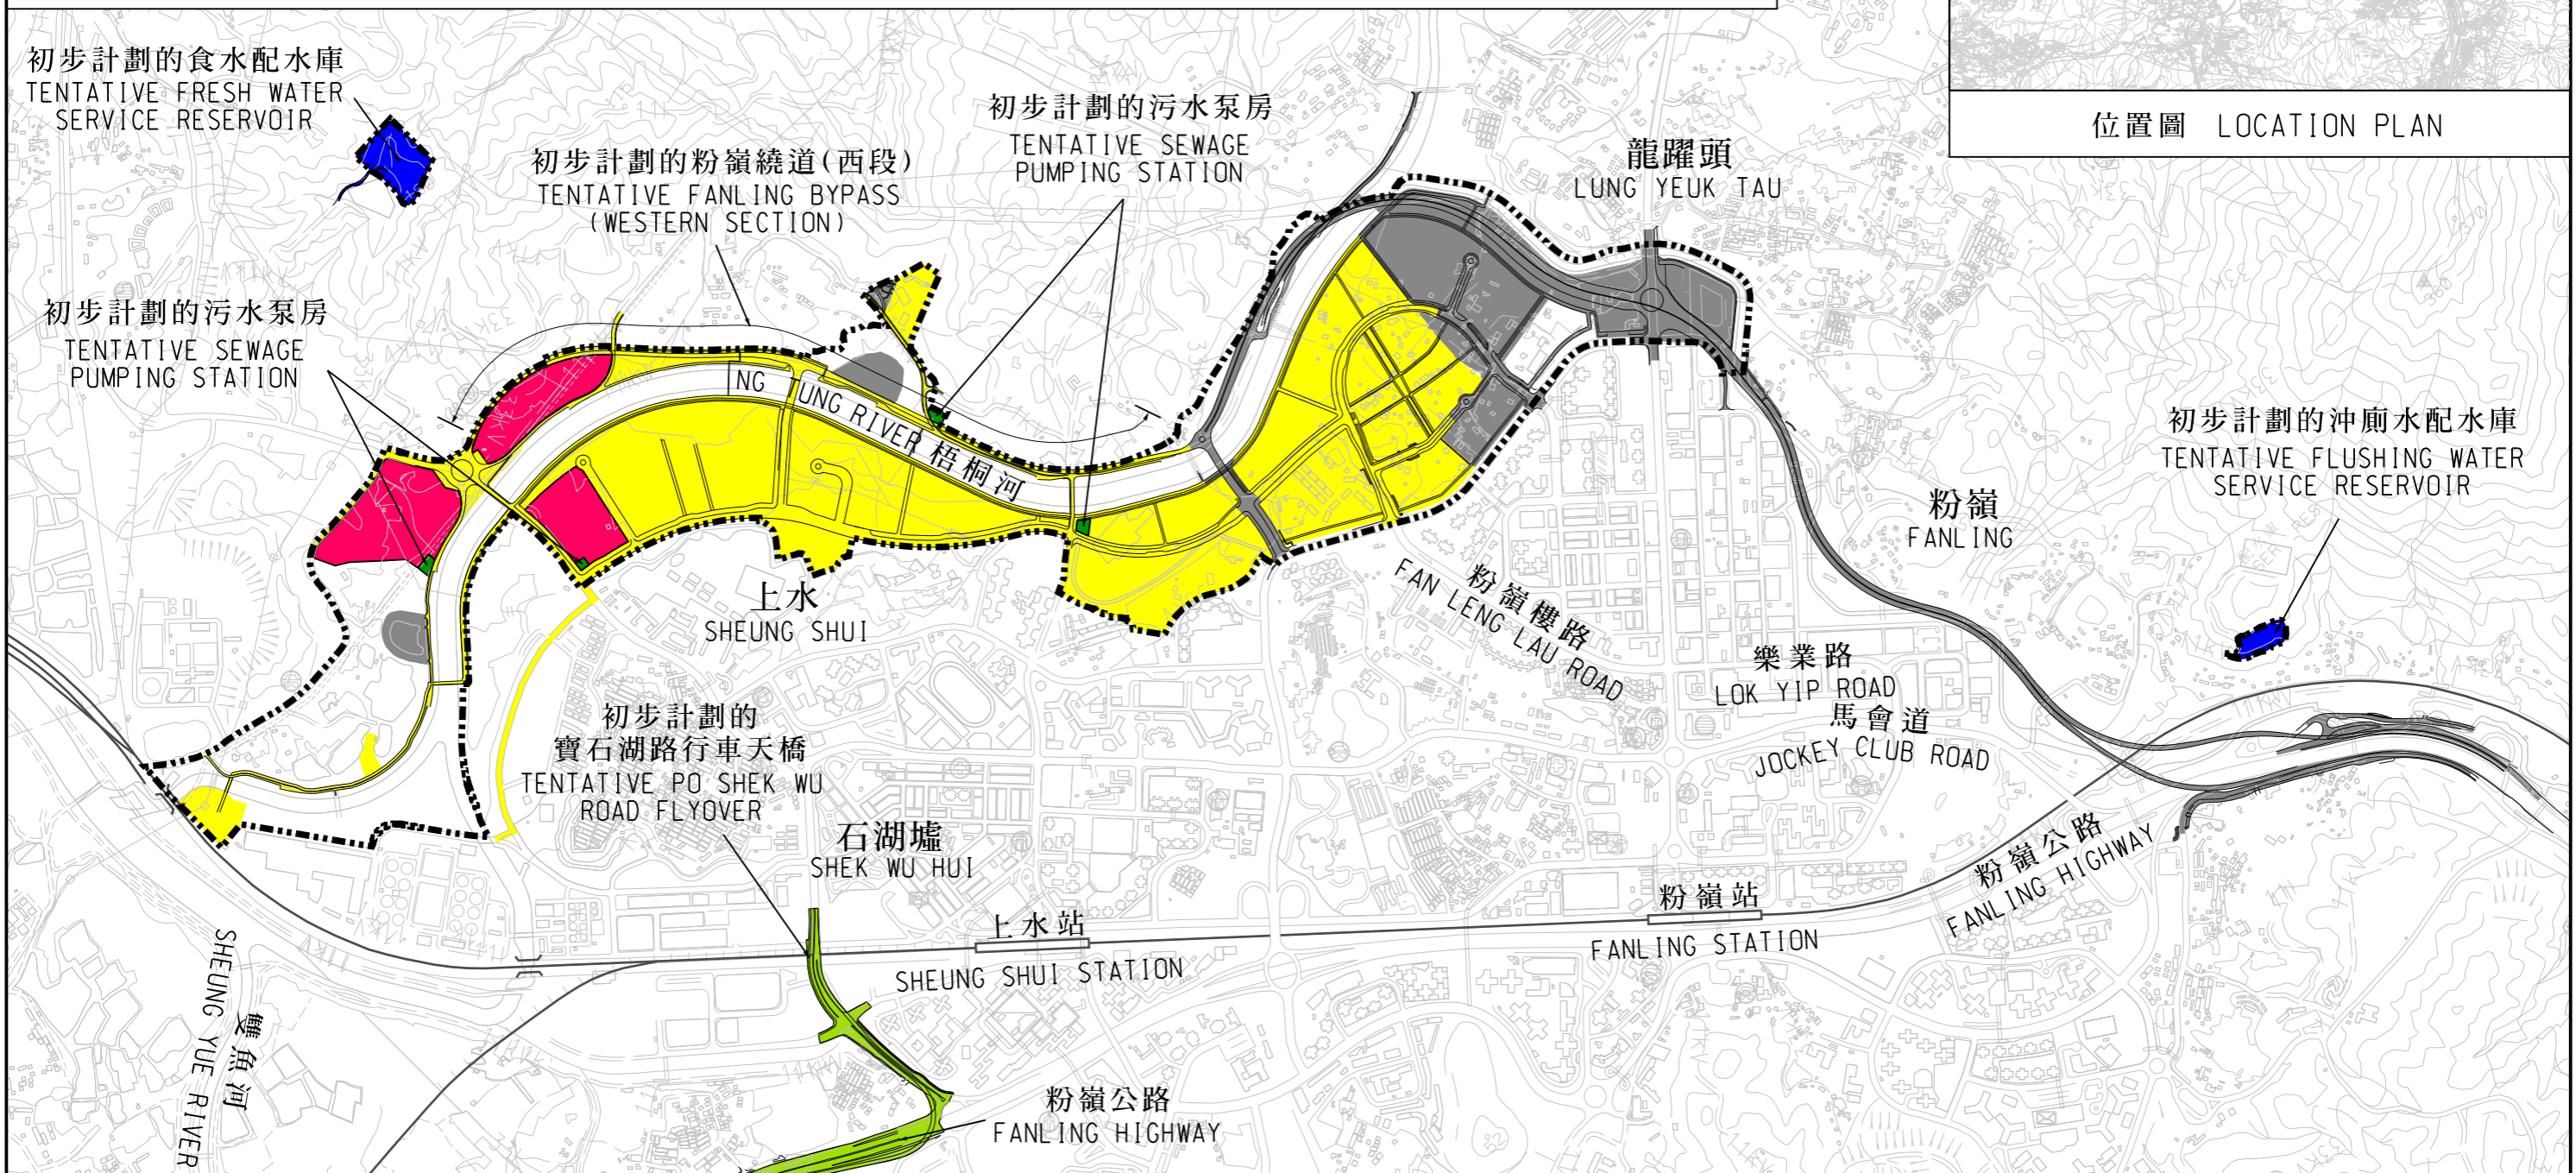 初步計劃的食水配水庫
TENTATIVE FRESH WATER
SERVICE RESERVOIR
初步計劃的污水泵房
TENTATIVE SEWAGE
PUMPING STATION
初步計劃的粉嶺繞道(西段)
TENTATIVE FANLING BYPASS
(WESTERN SECTION)
龍躍頭
LUNG YEUK TAU
位置圖 LOCATION PLAN
初步計劃的污水泵房
TENTATIVE SEWAGE
PUMPING STATION
NG TUNG RIVER 梧桐河
初步計劃的沖廁水配水庫
TENTATIVE FLUSHING WATER
SERVICE RESERVOIR
粉嶺
FANLING
上水
SHEUNG SHUI
粉嶺樓路
FAN LENG LAU ROAD
樂業路
LOK YIP ROAD
馬會道
JOCKEY CLUB ROAD
初步計劃的
寶石湖路行車天橋
TENTATIVE PO SHEK WU
ROAD FLYOVER
石湖墟
SHEK WU HUI
粉嶺公路
FANLING HIGHWAY
上水站
SHEUNG SHUI STATION
粉嶺站
FANLING STATION
雙魚河
SHEUNG YUE RIVER
粉嶺公路
FANLING HIGHWAY